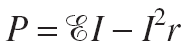 P = ℰI − I²r